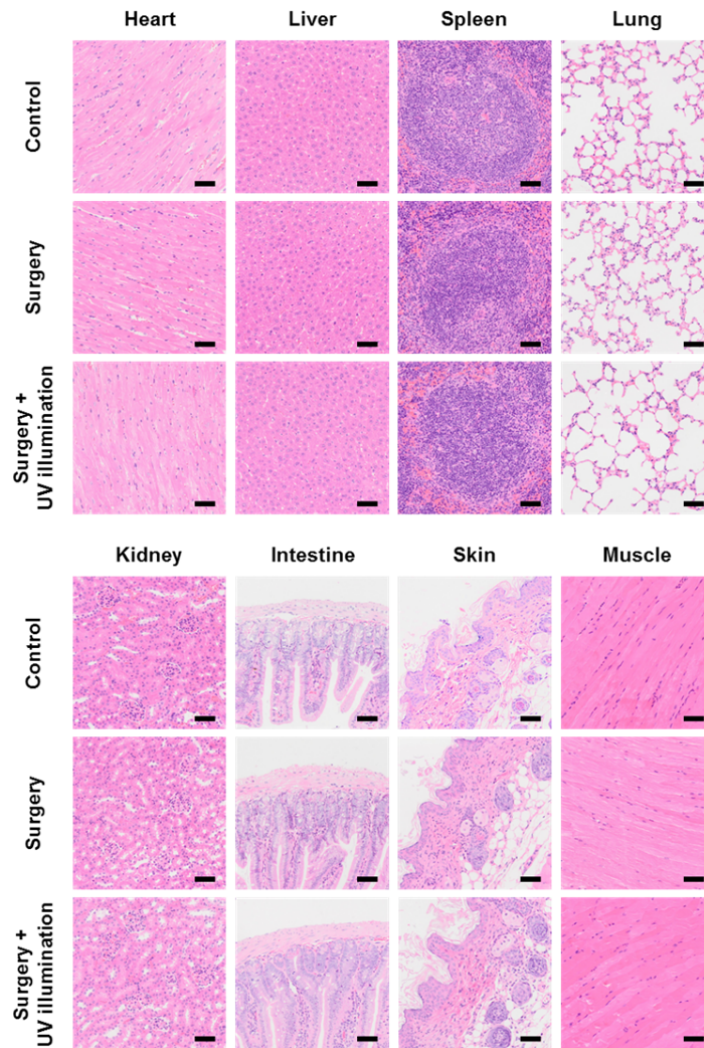 Heart Liver Spleen Lung
Control
Surgery
Surgery +
UV illumination
Kidney Intestine Skin Muscle
Control
Surgery
Surgery +
UV illumination